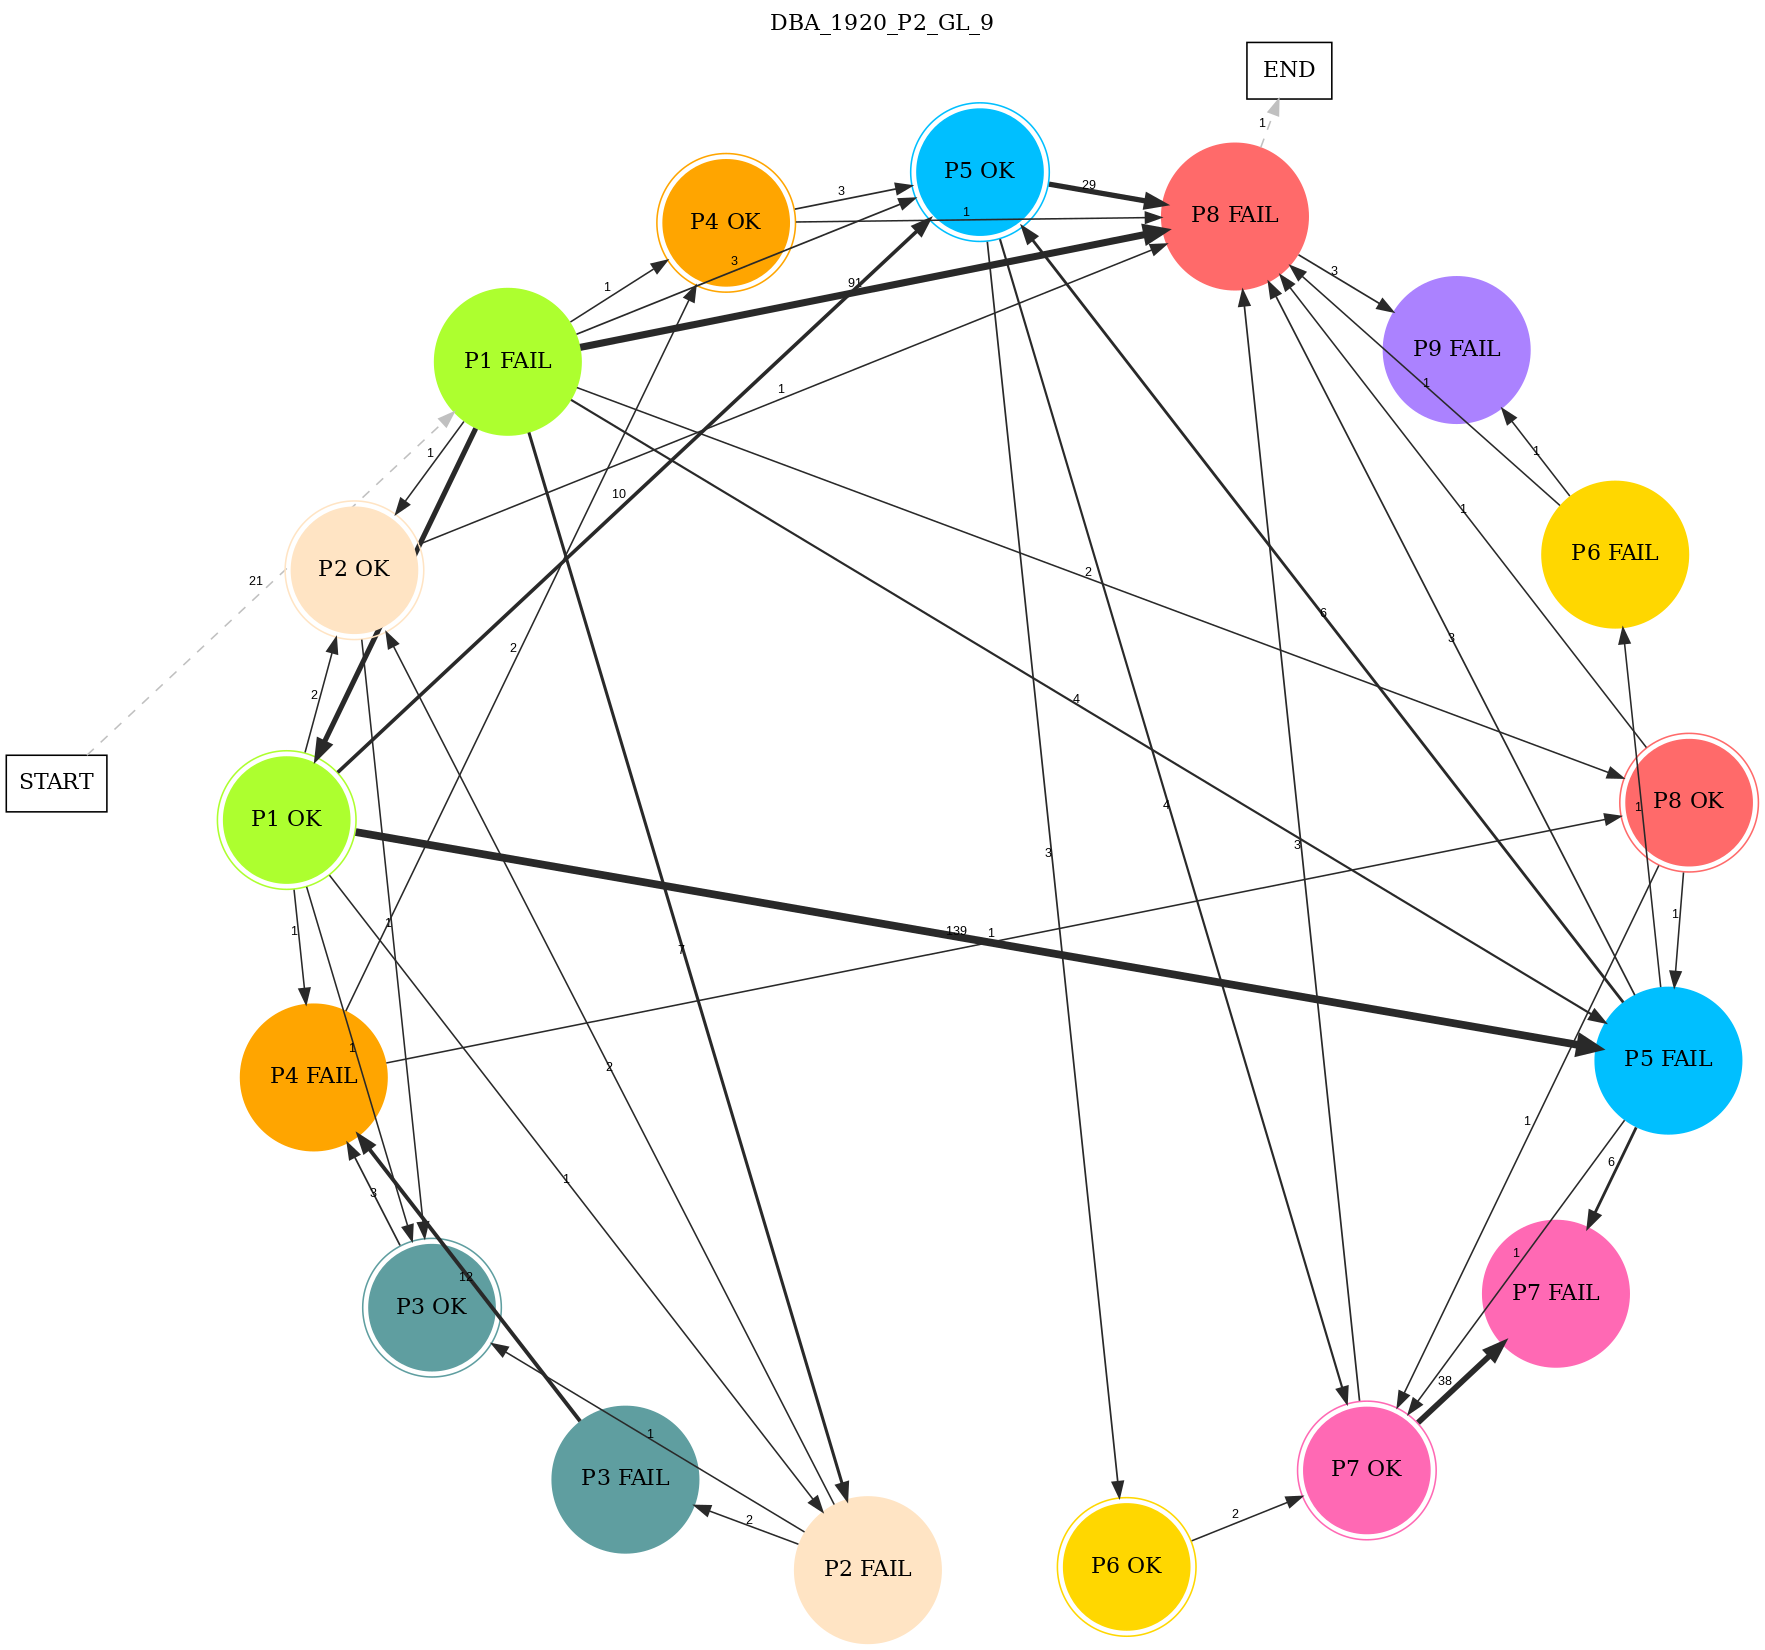 DBA_1920_P2_GL_9
END
1
P5 OK
P4 OK
P8 FAIL
3
29
1
3
3
91
1
P1 FAIL
P9 FAIL
1
1
1
1
10
21
P2 OK
P6 FAIL
2
1
6
2
3
2
4
START
P1 OK
4
1
P8 OK
3
3
1
1
139
1
1
7
1
P4 FAIL
2
P5 FAIL
1
6
3
1
1
12
P3 OK
P7 FAIL
38
1
P3 FAIL
P7 OK
2
2
P2 FAIL
P6 OK